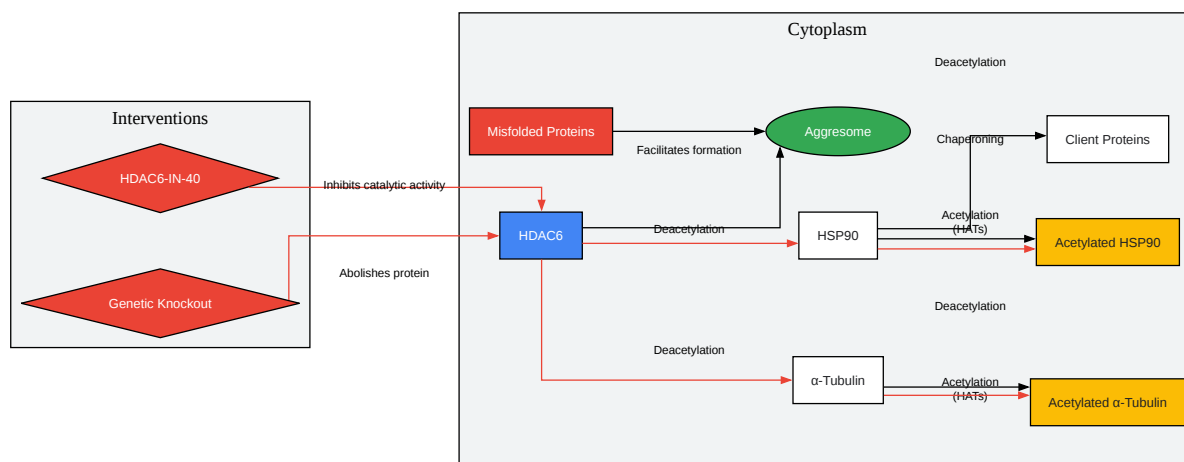 Cytoplasm
Deacetylation
Interventions
Misfolded Proteins
Aggresome
Facilitates formation
Chaperoning
Client Proteins
HDAC6-IN-40
Inhibits catalytic activity
HDAC6
Deacetylation
HSP90
Acetylation
(HATs)
Acetylated HSP90
Abolishes protein
Genetic Knockout
Deacetylation
Deacetylation
α-Tubulin
Acetylation
(HATs)
Acetylated α-Tubulin